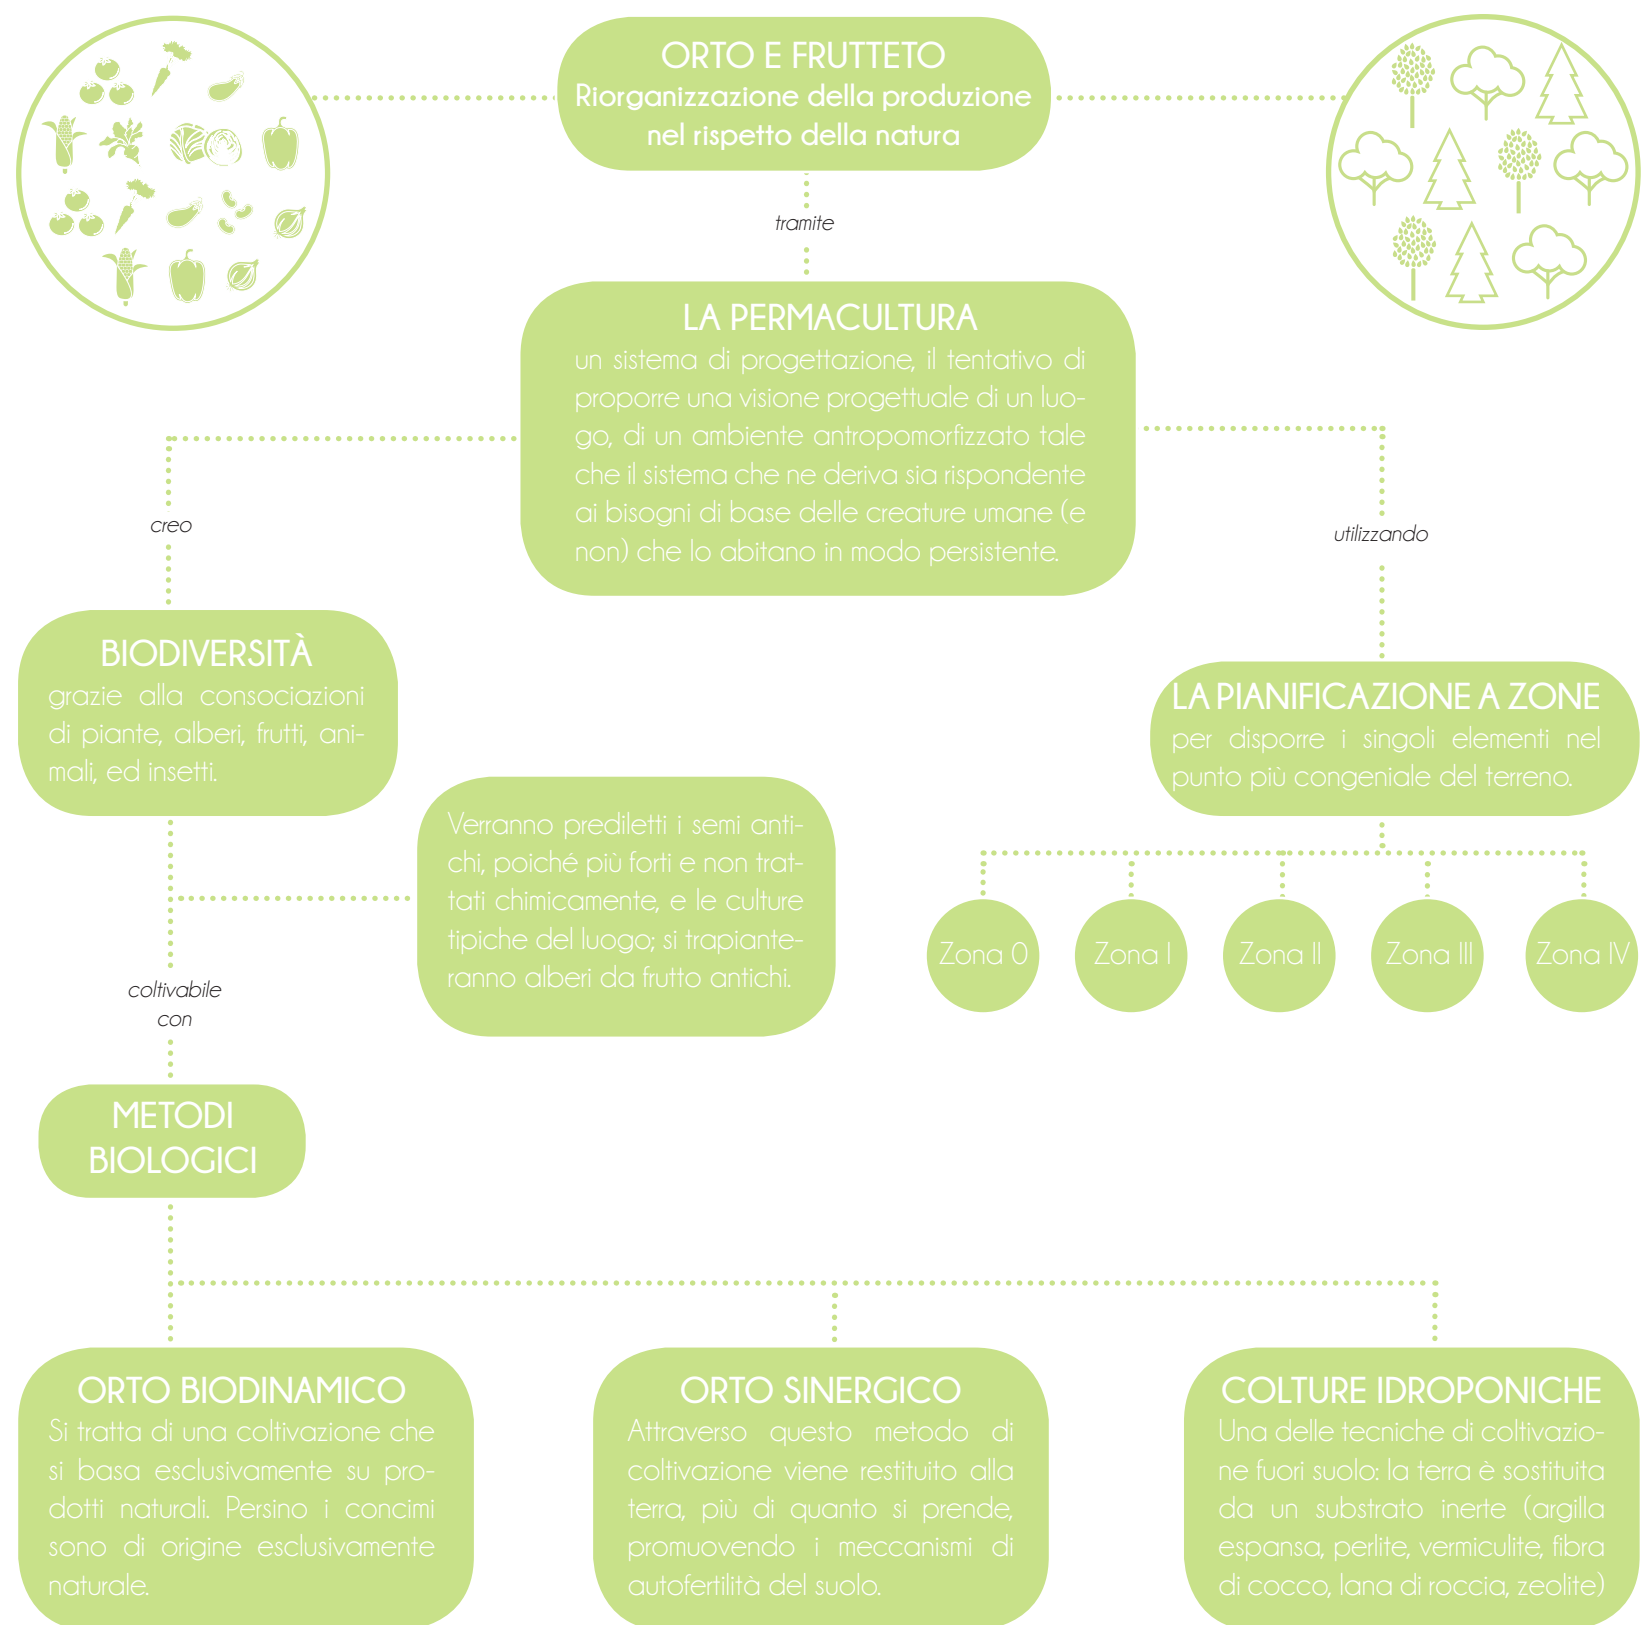 ORTO E FRUTTETO
Riorganizzazione della produzione
nel rispetto della natura
tramite
LA PERMACULTURA
un sistema di progettazione, il tentativo di
proporre una visione progettuale di un luo-
go, di un ambiente antropomorfizzato tale
che il sistema che ne deriva sia rispondente
ai bisogni di base delle creature umane (e
non) che lo abitano in modo persistente.
creo
utilizzando
BIODIVERSITÀ
grazie alla consociazioni
di piante, alberi, frutti, ani-
mali, ed insetti.
LA PIANIFICAZIONE A ZONE
per disporre i singoli elementi nel
punto più congeniale del terreno.
Verranno prediletti i semi anti-
chi, poiché più forti e non trat-
tati chimicamente, e le culture
tipiche del luogo; si trapiante-
ranno alberi da frutto antichi.
Zona 0
Zona I
Zona II
Zona III
Zona IV
coltivabile
con
METODI
BIOLOGICI
ORTO BIODINAMICO
Si tratta di una coltivazione che
si basa esclusivamente su pro-
dotti naturali. Persino i concimi
sono di origine esclusivamente
naturale.
ORTO SINERGICO
Attraverso questo metodo di
coltivazione viene restituito alla
terra, più di quanto si prende,
promuovendo i meccanismi di
autofertilità del suolo.
COLTURE IDROPONICHE
Una delle tecniche di coltivazio-
ne fuori suolo: la terra è sostituita
da un substrato inerte (argilla
espansa, perlite, vermiculite, fibra
di cocco, lana di roccia, zeolite)